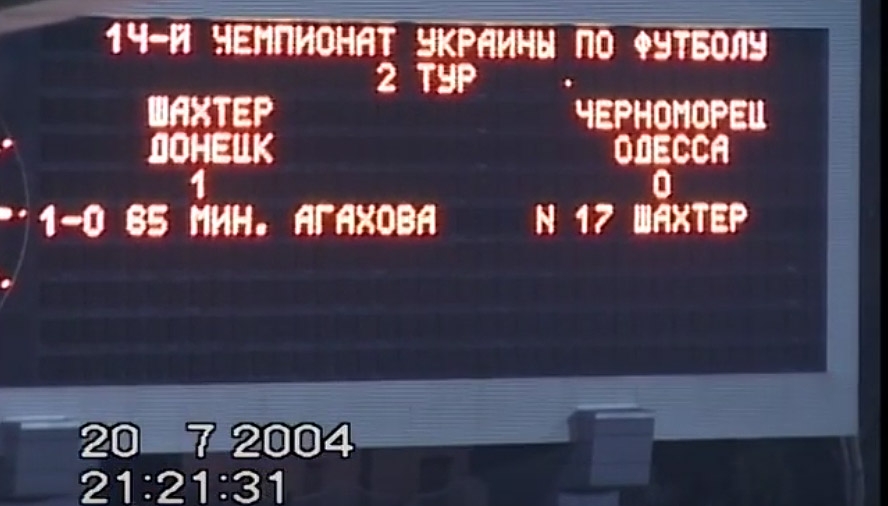 14-Й ЧЕМПИОНАТ УКРАИНЫ ПО ФУТБОЛУ
2 ТУР
ШАХТЕР ЧЕРНОМОРЕЦ
ДОНЕЦК ОДЕССА
1 0
1-0 65 МИН. АГАХОВА N 17 ШАХТЕР
20 7 2004
21:21:31